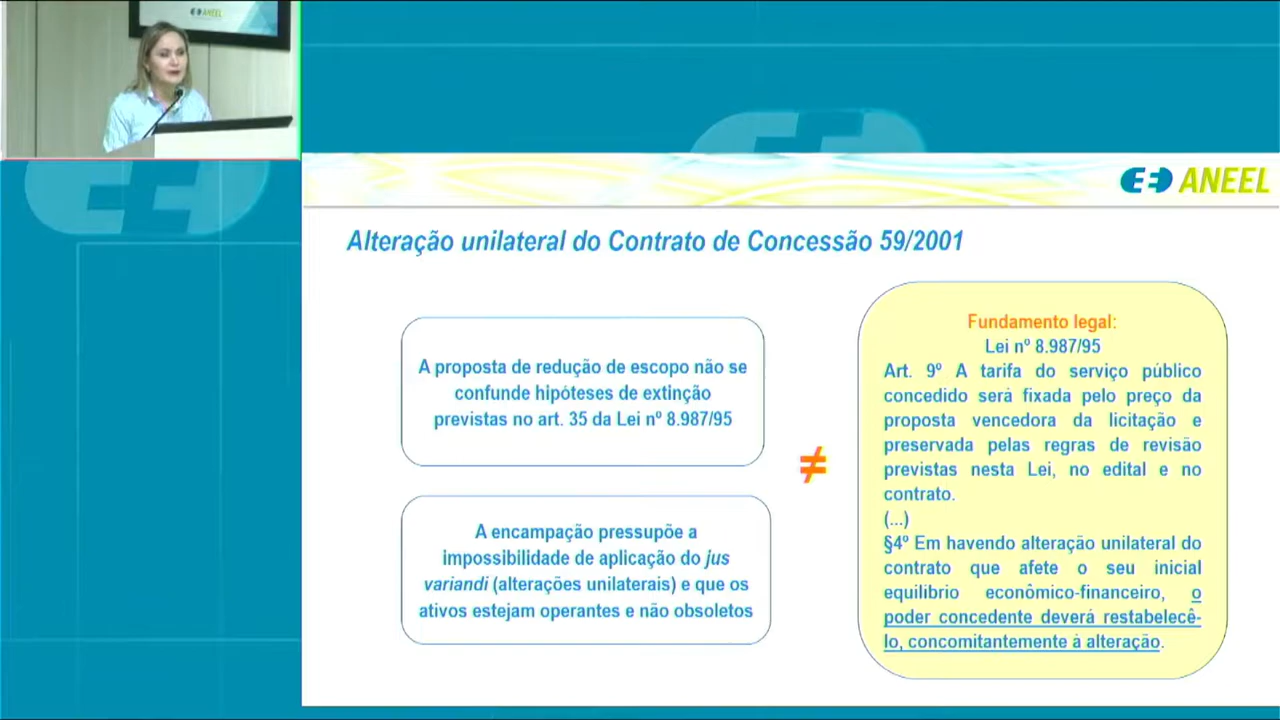 ANEEL
ANEEL
Alteração unilateral do Contrato de Concessão 59/2001
A proposta de redução de escopo não se
confunde hipóteses de extinção
previstas no art. 35 da Lei nº 8.987/95
A encampação pressupõe a
impossibilidade de aplicação do jus
variandi (alterações unilaterais) e que os
ativos estejam operantes e não obsoletos
≠
Fundamento legal:
Lei nº 8.987/95
Art. 9º A tarifa do serviço público
concedido será fixada pelo preço da
proposta vencedora da licitação e
preservada pelas regras de revisão
previstas nesta Lei, no edital e no
contrato.
(...)
§4º Em havendo alteração unilateral do
contrato que afete o seu inicial
equilíbrio econômico-financeiro, o
poder concedente deverá restabelecê-
lo, concomitantemente à alteração.